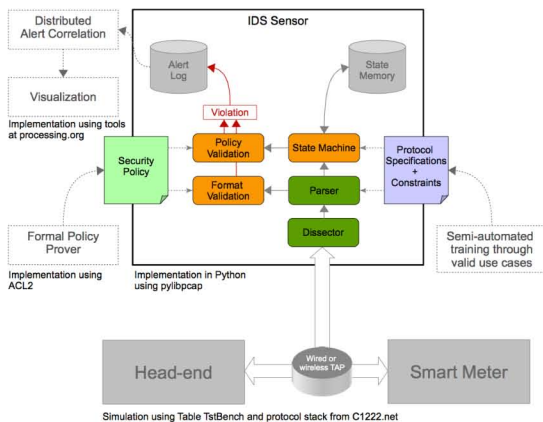 IDS Sensor
Distributed
Alert Correlation
Visualization
Implementation using tools
at processing.org
Alert
Log
State
Memory
Violation
Policy
Validation
State Machine
Format
Validation
Parser
Dissector
Security
Policy
Protocol
Specifications
+
Constraints
Formal Policy
Prover
Implementation using
ACL2
Implementation in Python
using pylibpcap
Semi-automated
training through
valid use cases
Head-end
Wired or
wireless TAP
Smart Meter
Simulation using Table TstBench and protocol stack from C1222.net